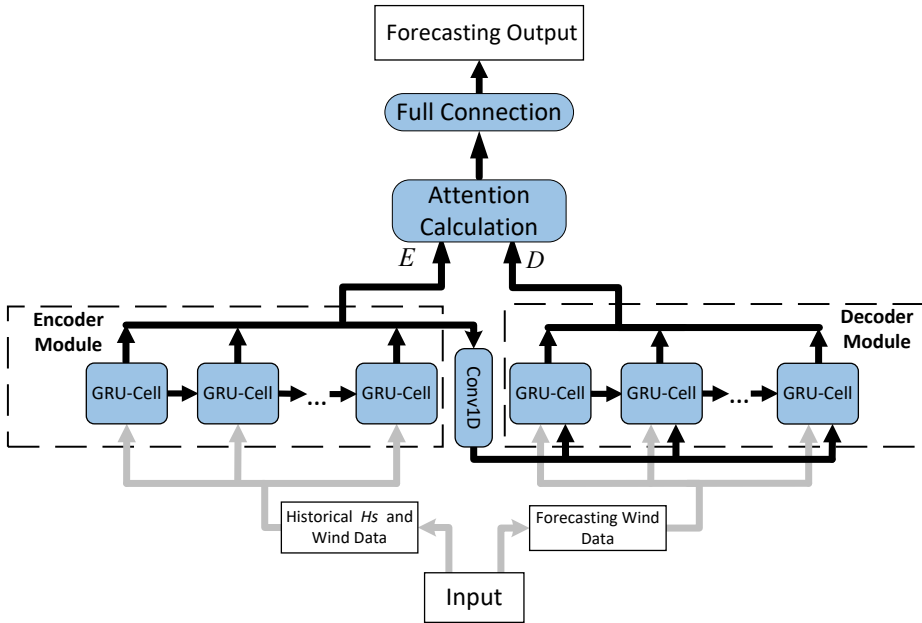 Forecasting Output
Full Connection
Attention
Calculation
E
D
Encoder
Module
Decoder
Module
GRU-Cell
GRU-Cell
...
GRU-Cell
Conv1D
GRU-Cell
GRU-Cell
...
GRU-Cell
Historical Hs and
Wind Data
Forecasting Wind
Data
Input